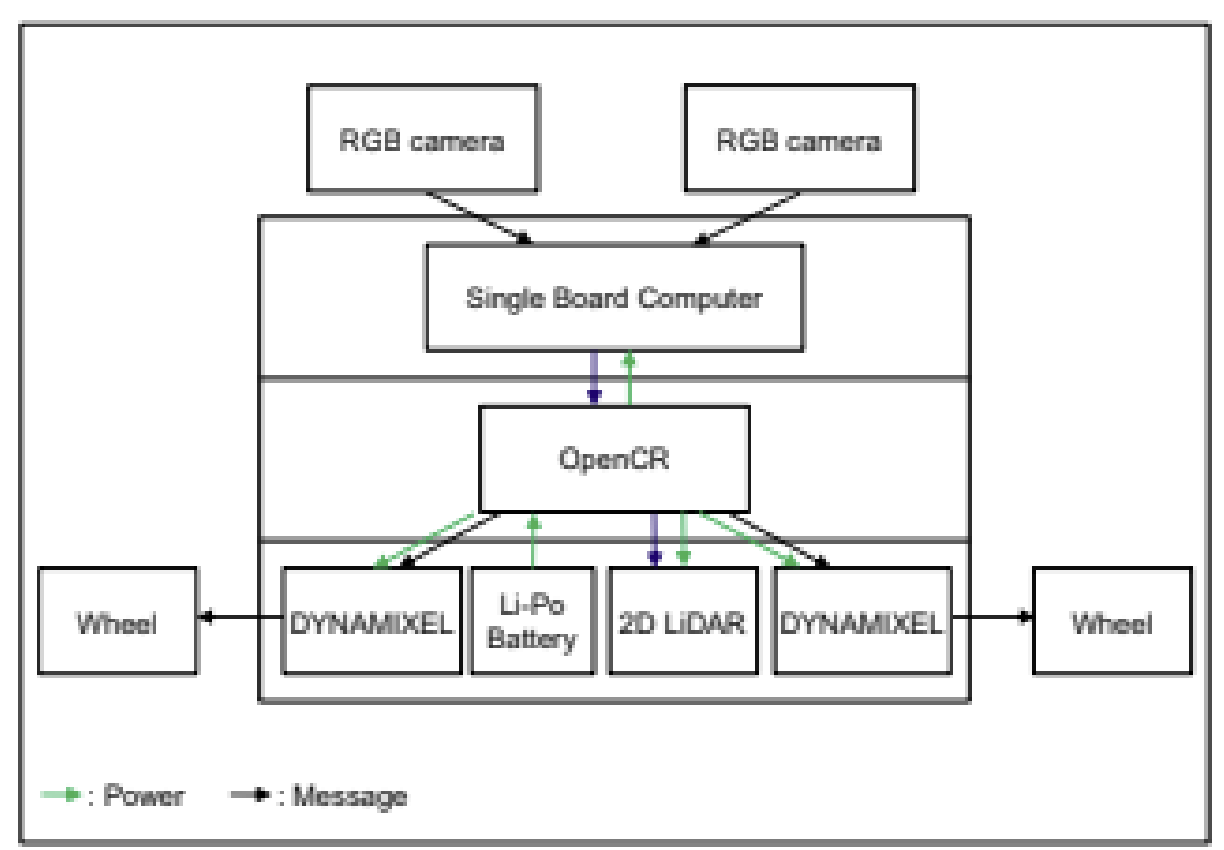 RGB camera
RGB camera
Single Board Computer
OpenCR
Wheel
DYNAMIXEL
Li-Po
Battery
2D LiDAR
DYNAMIXEL
Wheel
: Power
: Message